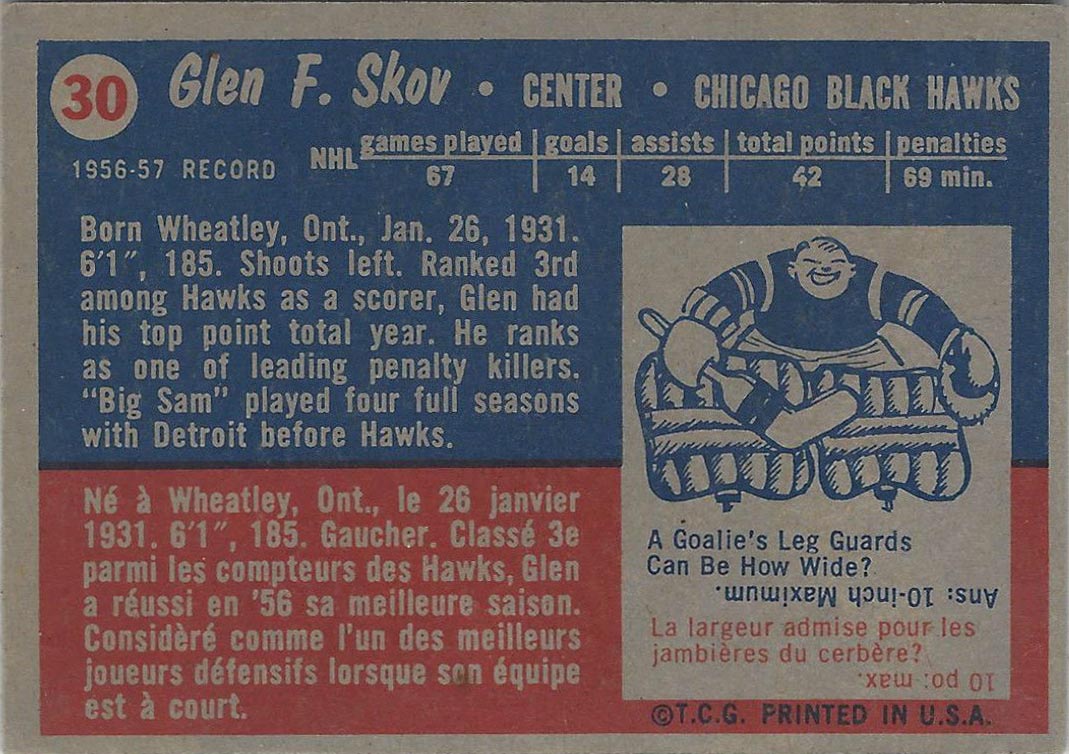 30 Glen F. Skov • CENTER • CHICAGO BLACK HAWKS
games played goals assists total points penalties
1956-57 RECORD NHL 67 14 28 42 69 min.
Born Wheatley, Ont., Jan. 26, 1931.
6'1", 185. Shoots left. Ranked 3rd
among Hawks as a scorer, Glen had
his top point total year. He ranks
as one of leading penalty killers.
"Big Sam" played four full seasons
with Detroit before Hawks.
Né à Wheatley, Ont., le 26 janvier
1931. 6'1", 185. Gaucher. Classé 3e
parmi les compteurs des Hawks, Glen
a réussi en '56 sa meilleure saison.
Considèré comme l'un des meilleurs
joueurs défensifs lorsque son équipe
est à court.
A Goalie's Leg Guards
Can Be How Wide?
Ans: 10-inch Maximum.
La largeur admise pour les
jambières du cerbère?
10 po: max.
©T.C.G. PRINTED IN U.S.A.